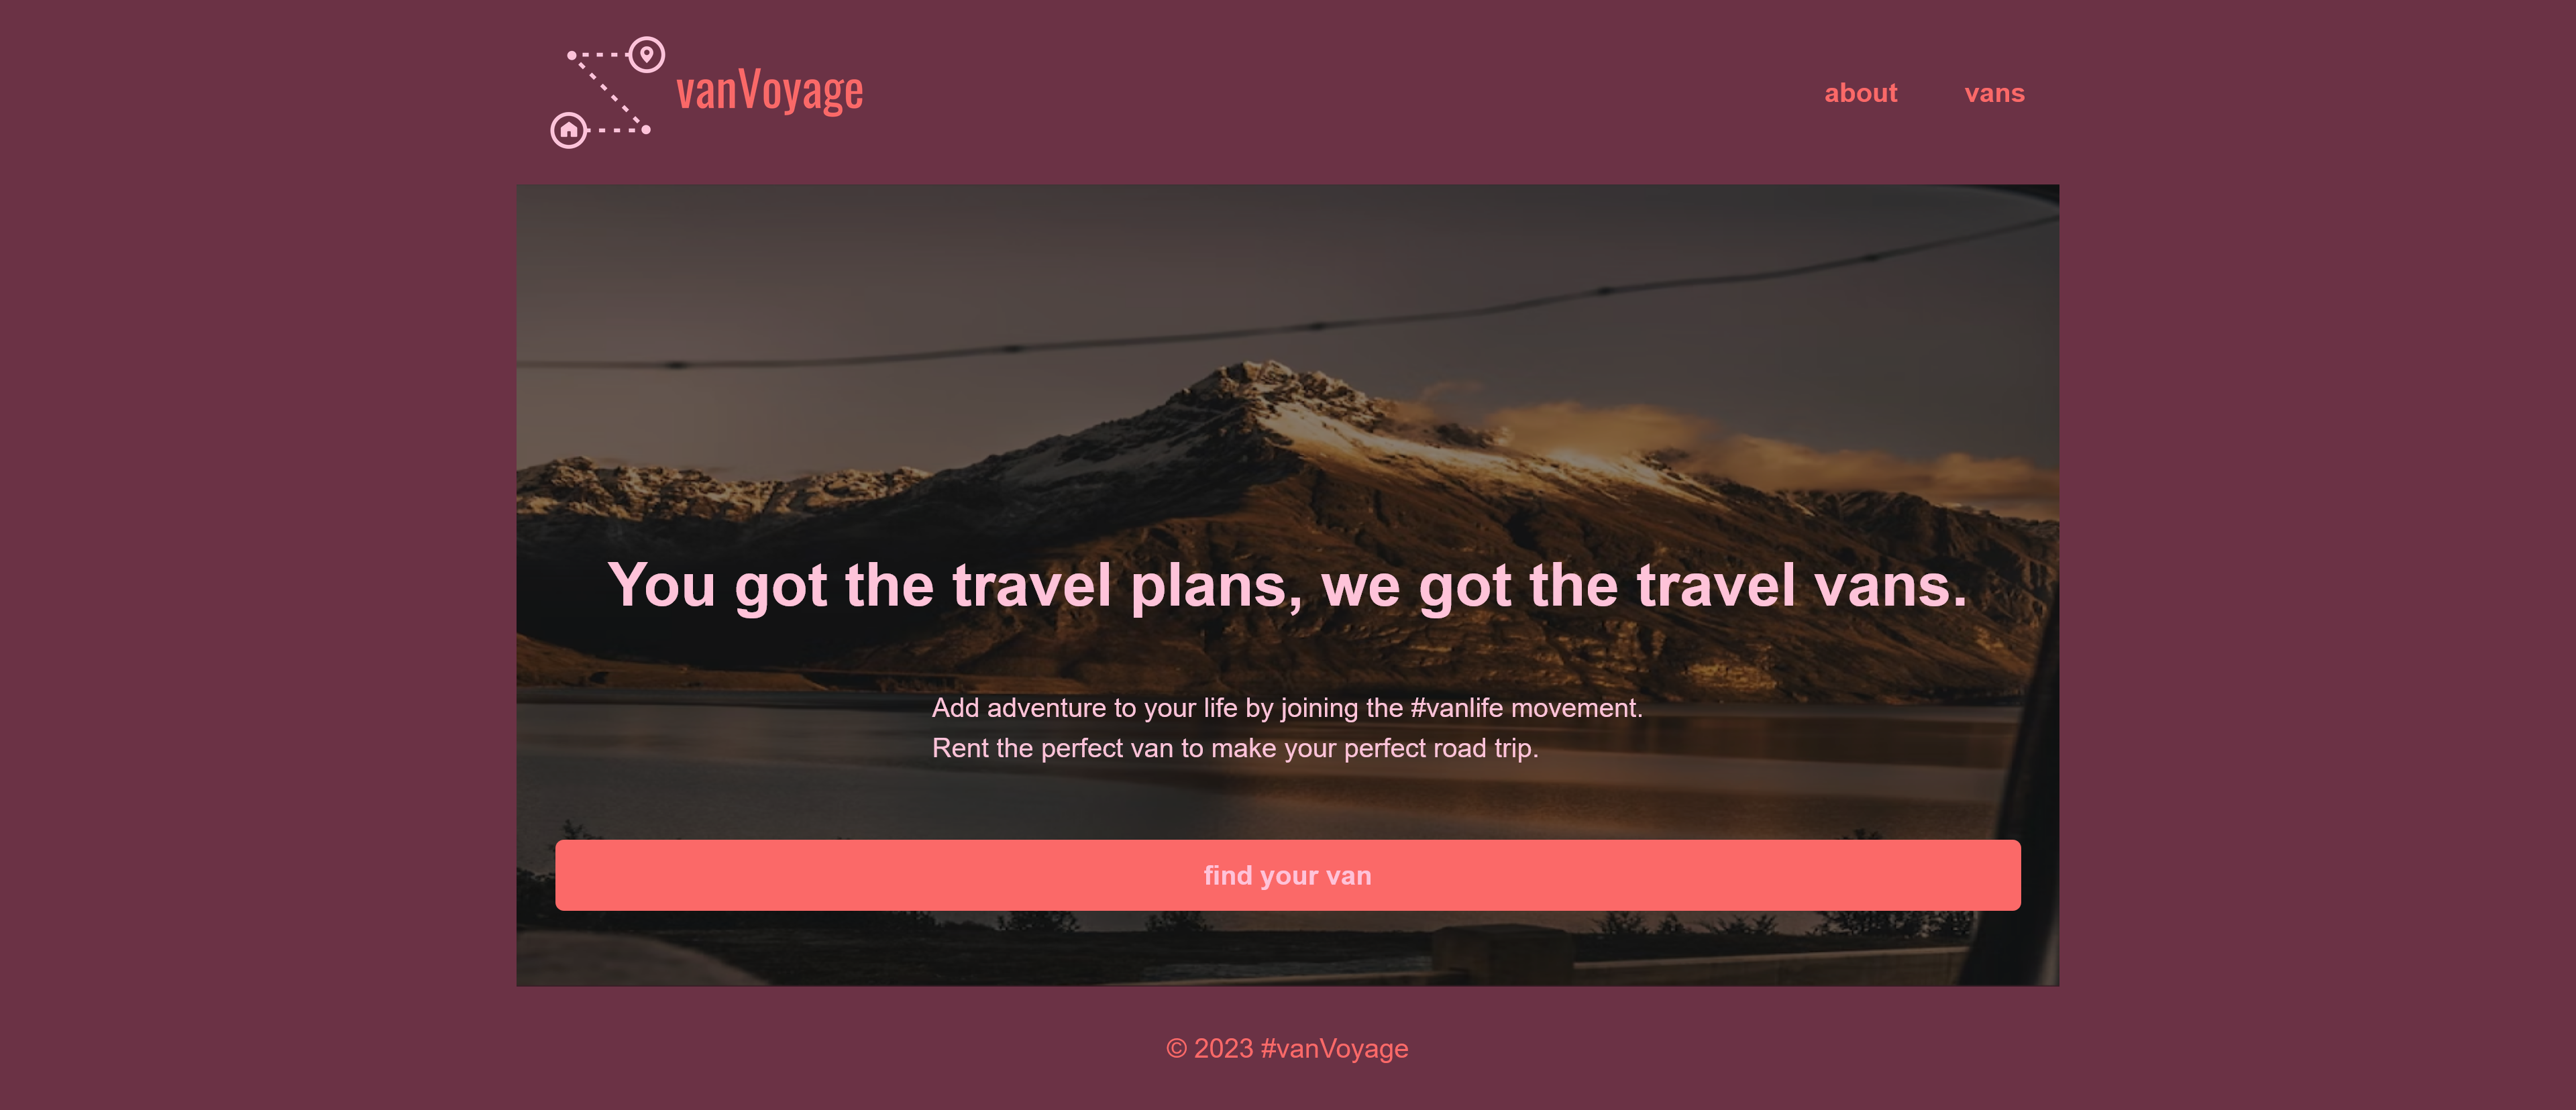 vanVoyage
about
vans
You got the travel plans, we got the travel vans.
Add adventure to your life by joining the #vanlife movement.
Rent the perfect van to make your perfect road trip.
find your van
© 2023 #vanVoyage